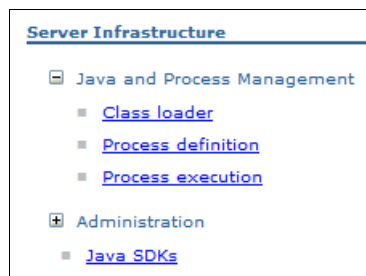 Server Infrastructure
Java and Process Management
Class loader
Process definition
Process execution
Administration
Java SDKs